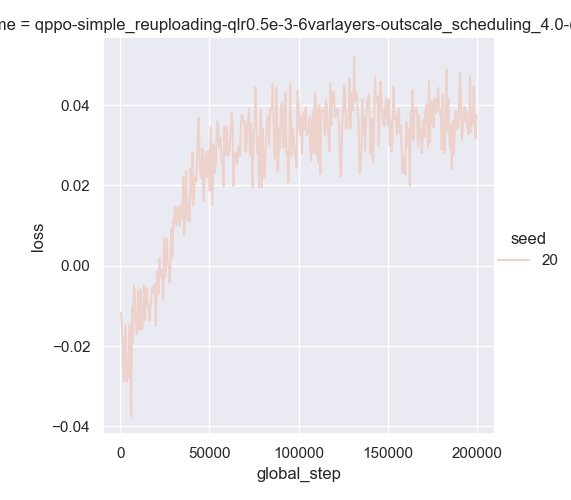 me = qppo-simple_reuploading-qlr0.5e-3-6varlayers-outscale_scheduling_4.0-
0.04
0.02
0.00
−0.02
−0.04
loss
0
50000
100000
150000
200000
global_step
seed
20